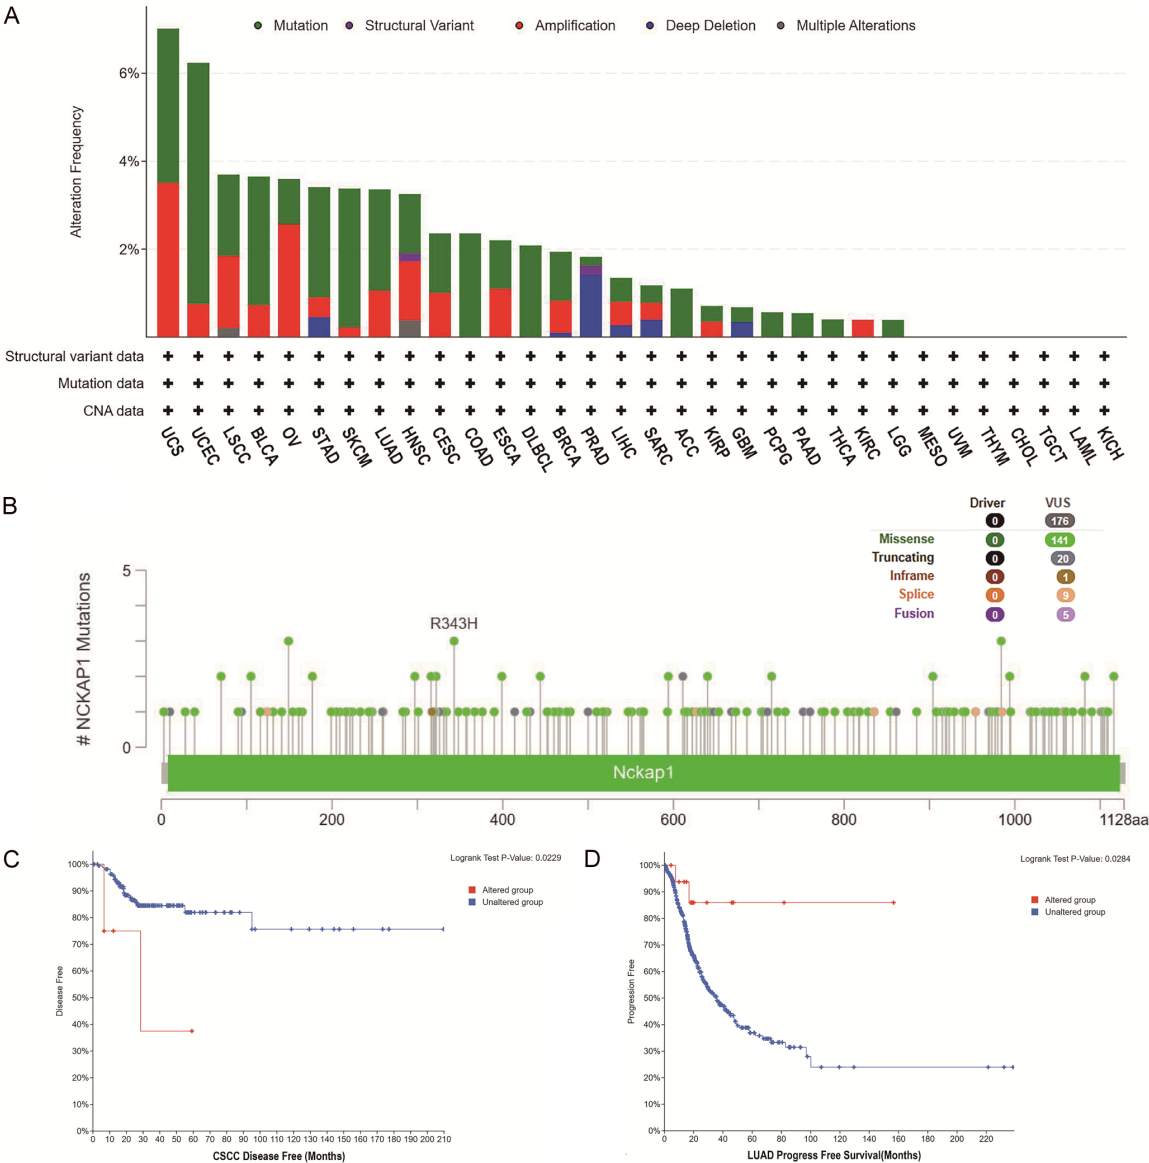 A
Mutation Structural Variant Amplification Deep Deletion Multiple Alterations
Alteration Frequency
6%
4%
2%
Structural variant data
Mutation data
CNA data
UCS UCEC LSCC BLCA OV STAD SKCM LUAD HNSC CESC COAD ESCA DLBCL BRCA PRAD LIHC SARC ACC KIRP GBM PCPG PAAD THCA KIRC LGG MESO UVM THYM CHOL TGCT LAML KICH
B
Driver VUS
0 176
Missense 0 141
Truncating 0 20
Inframe 0 1
Splice 0 9
Fusion 0 5
# NCKAP1 Mutations
5
0
R343H
Nckap1
0 200 400 600 800 1000 1128aa
C
Logrank Test P-Value: 0.0229
Altered group
Unaltered group
Disease Free
100%
90%
80%
70%
60%
50%
40%
30%
20%
10%
0%
0 10 20 30 40 50 60 70 80 90 100 110 120 130 140 150 160 170 180 190 200 210
CSCC Disease Free (Months)
D
Logrank Test P-Value: 0.0284
Altered group
Unaltered group
Progression Free
100%
90%
80%
70%
60%
50%
40%
30%
20%
10%
0%
0 20 40 60 80 100 120 140 160 180 200 220
LUAD Progress Free Survival(Months)